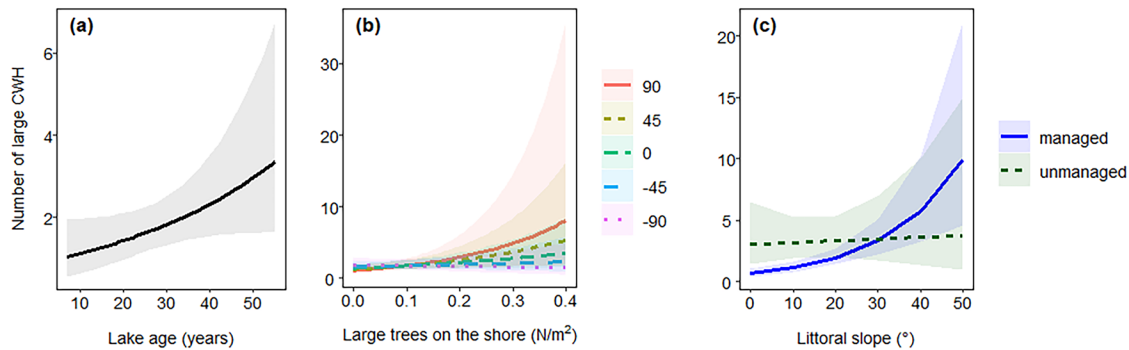 (a)
Number of large CWH
6
4
2
10 20 30 40 50
Lake age (years)
(b)
30
20
10
0
0.0 0.1 0.2 0.3 0.4
Large trees on the shore (N/m²)
90
45
0
-45
-90
(c)
20
15
10
5
0
0 10 20 30 40 50
Littoral slope (°)
managed
unmanaged